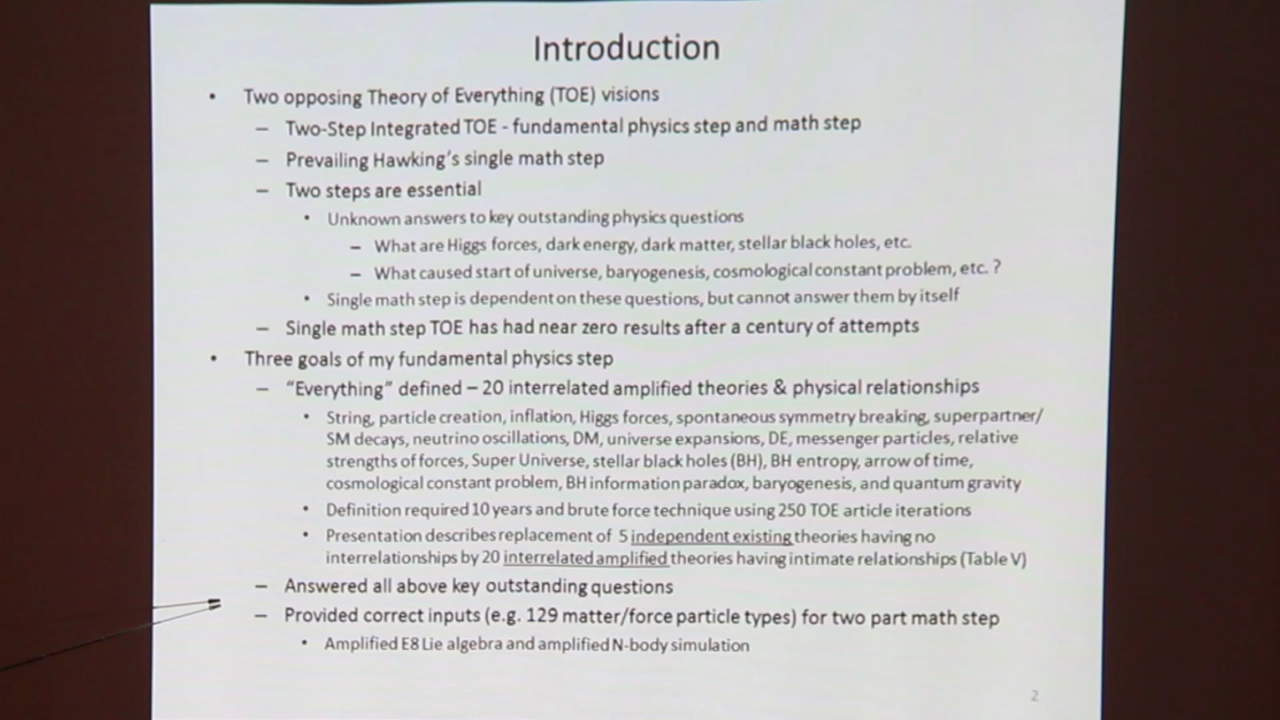 Introduction
• Two opposing Theory of Everything (TOE) visions
– Two-Step Integrated TOE - fundamental physics step and math step
– Prevailing Hawking's single math step
– Two steps are essential
• Unknown answers to key outstanding physics questions
– What are Higgs forces, dark energy, dark matter, stellar black holes, etc.
– What caused start of universe, baryogenesis, cosmological constant problem, etc. ?
• Single math step is dependent on these questions, but cannot answer them by itself
– Single math step TOE has had near zero results after a century of attempts
• Three goals of my fundamental physics step
– “Everything” defined – 20 interrelated amplified theories & physical relationships
• String, particle creation, inflation, Higgs forces, spontaneous symmetry breaking, superpartner/
SM decays, neutrino oscillations, DM, universe expansions, DE, messenger particles, relative
strengths of forces, Super Universe, stellar black holes (BH), BH entropy, arrow of time,
cosmological constant problem, BH information paradox, baryogenesis, and quantum gravity
• Definition required 10 years and brute force technique using 250 TOE article iterations
• Presentation describes replacement of 5 independent existing theories having no
interrelationships by 20 interrelated amplified theories having intimate relationships (Table V)
– Answered all above key outstanding questions
– Provided correct inputs (e.g. 129 matter/force particle types) for two part math step
• Amplified E8 Lie algebra and amplified N-body simulation
2